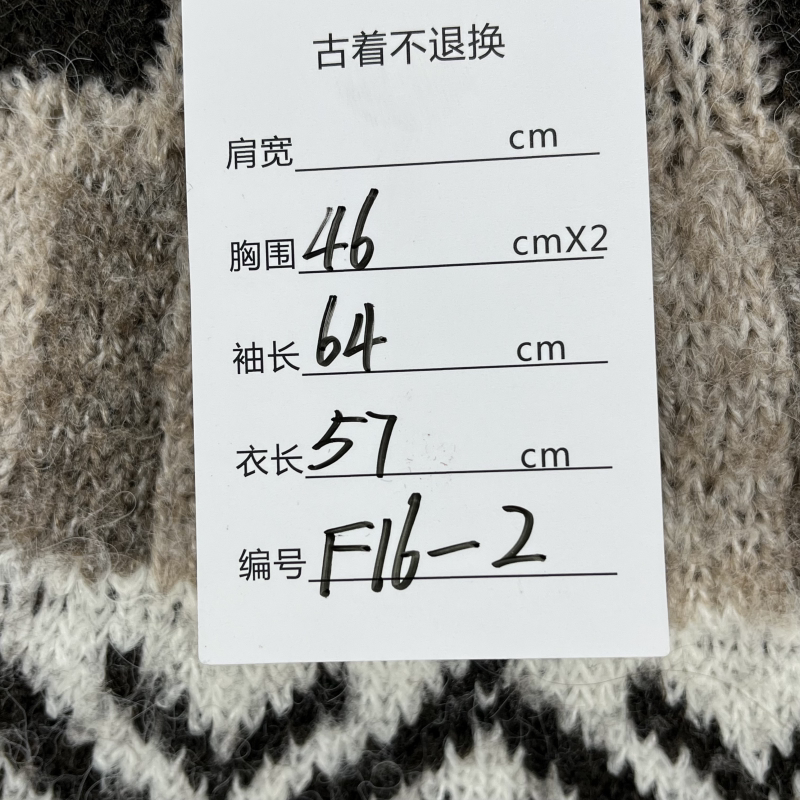 古着不退换
肩宽 cm
胸围 46 cmX2
袖长 64 cm
衣长 57 cm
编号 F16-2